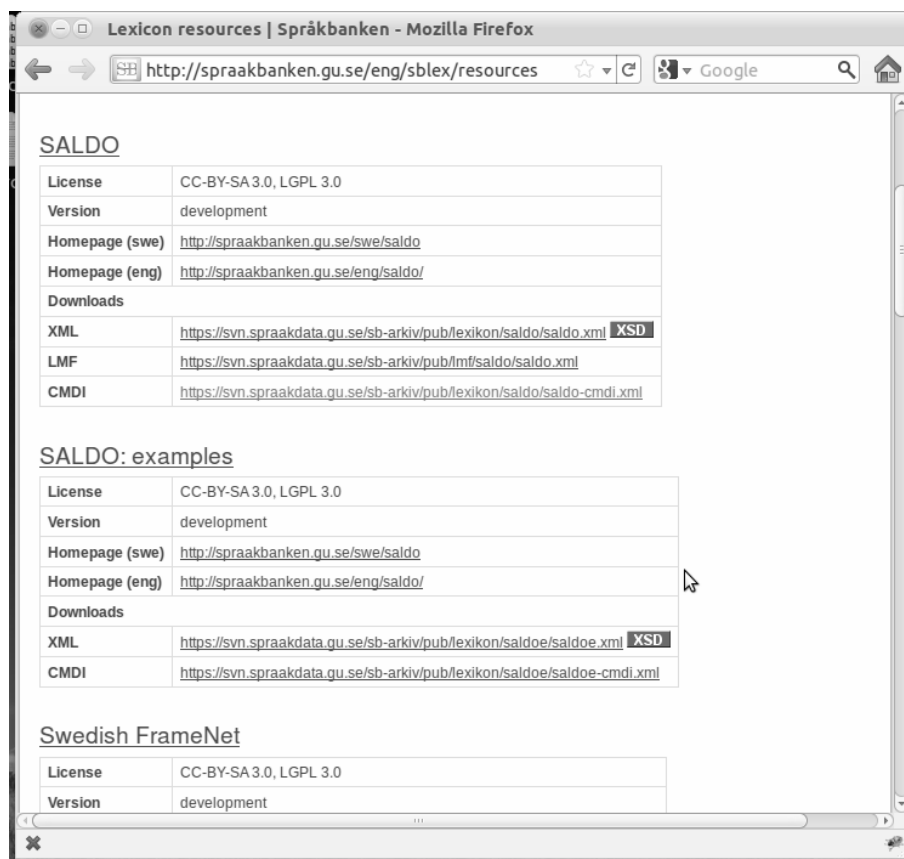 Lexicon resources | Språkbanken - Mozilla Firefox
SB http://spraakbanken.gu.se/eng/sblex/resources Google
SALDO
License CC-BY-SA 3.0, LGPL 3.0
Version development
Homepage (swe) http://spraakbanken.gu.se/swe/saldo
Homepage (eng) http://spraakbanken.gu.se/eng/saldo/
Downloads
XML https://svn.spraakdata.gu.se/sb-arkiv/pub/lexikon/saldo/saldo.xml XSD
LMF https://svn.spraakdata.gu.se/sb-arkiv/pub/lmf/saldo/saldo.xml
CMDI https://svn.spraakdata.gu.se/sb-arkiv/pub/lexikon/saldo/saldo-cmdi.xml
SALDO: examples
License CC-BY-SA 3.0, LGPL 3.0
Version development
Homepage (swe) http://spraakbanken.gu.se/swe/saldo
Homepage (eng) http://spraakbanken.gu.se/eng/saldo/
Downloads
XML https://svn.spraakdata.gu.se/sb-arkiv/pub/lexikon/saldoe/saldoe.xml XSD
CMDI https://svn.spraakdata.gu.se/sb-arkiv/pub/lexikon/saldoe/saldoe-cmdi.xml
Swedish FrameNet
License CC-BY-SA 3.0, LGPL 3.0
Version development